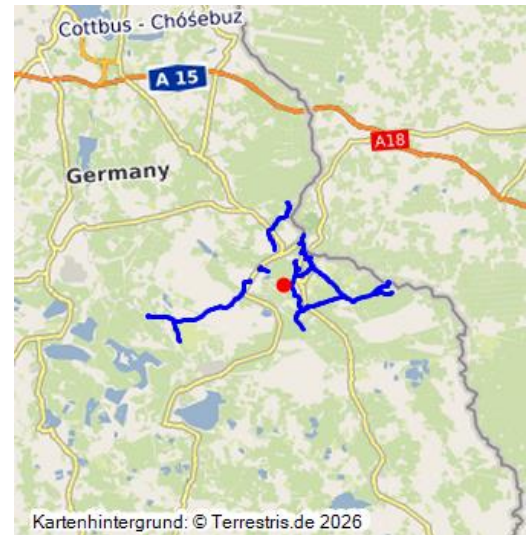 Cottbus - Chóśebuz
A 15
A18
Germany
Kartenhintergrund: © Terrestris.de 2026